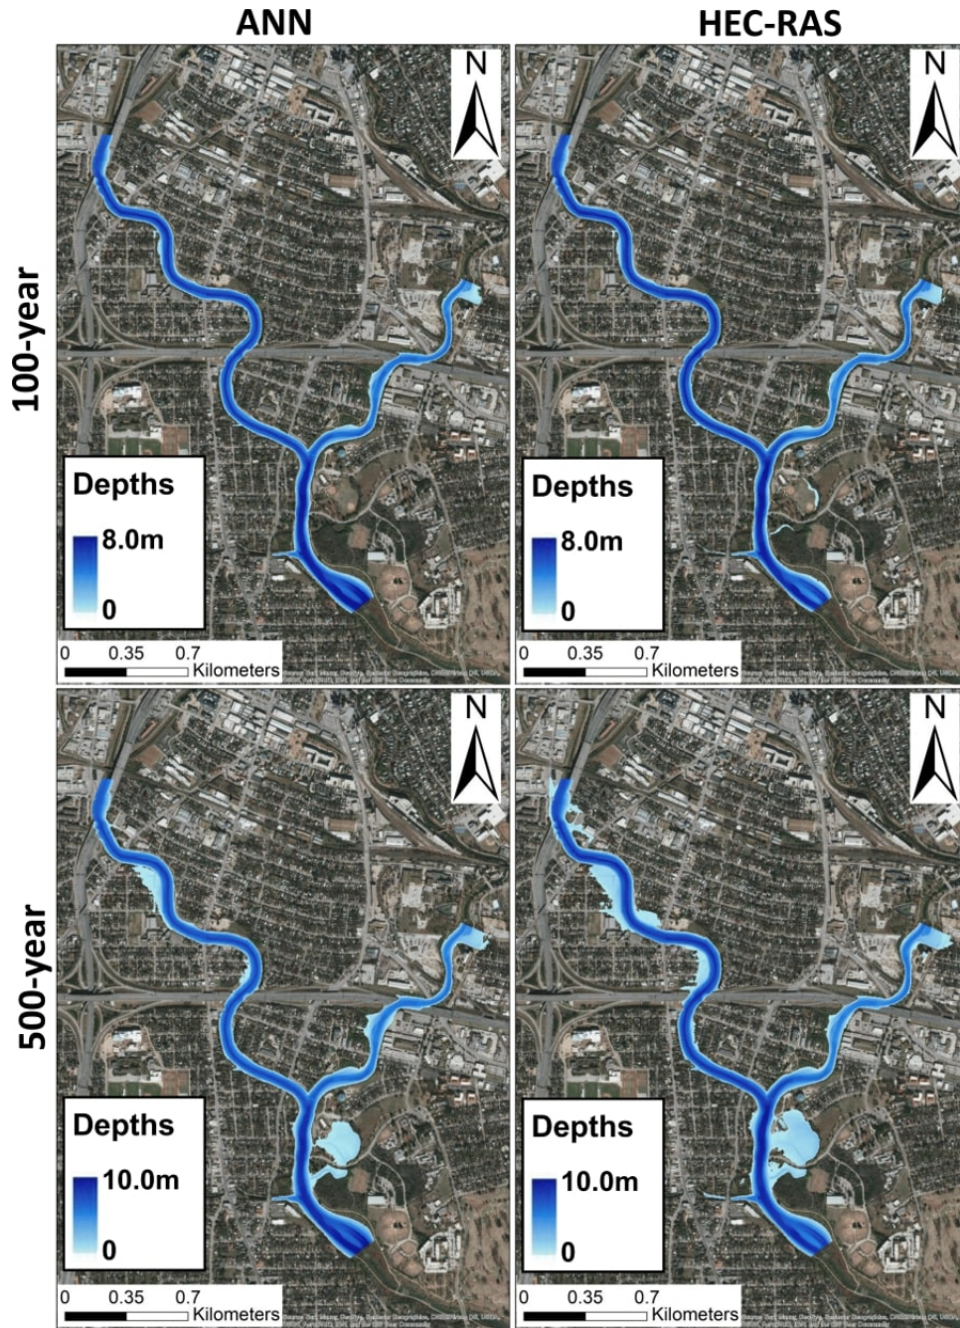 ANN HEC-RAS
100-year
N
Depths
8.0m
0
0 0.35 0.7
Kilometers
N
Depths
8.0m
0
0 0.35 0.7
Kilometers
500-year
N
Depths
10.0m
0
0 0.35 0.7
Kilometers
N
Depths
10.0m
0
0 0.35 0.7
Kilometers